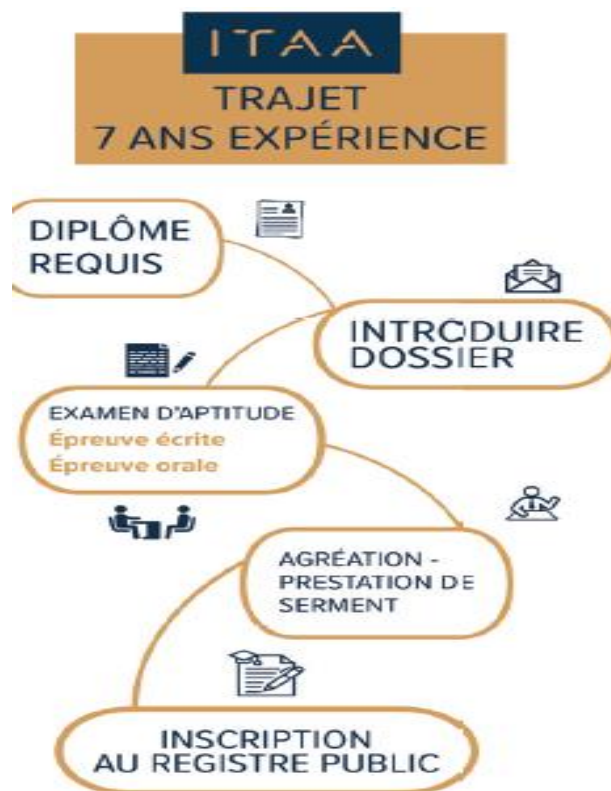 ITAA
TRAJET
7 ANS EXPÉRIENCE
DIPLÔME
REQUIS
INTRODUIRE
DOSSIER
EXAMEN D'APTITUDE
Épreuve écrite
Épreuve orale
AGRÉATION -
PRESTATION DE
SERMENT
INSCRIPTION
AU REGISTRE PUBLIC